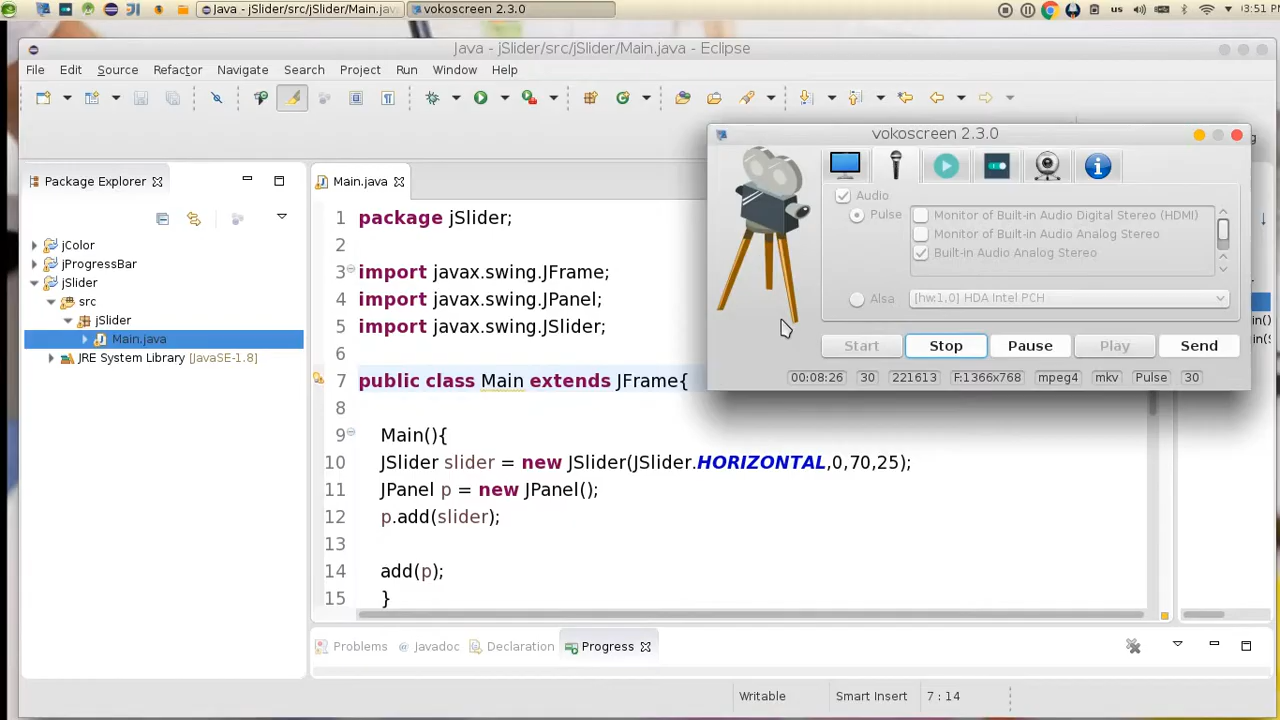 Java - jSlider/src/jSlider/Main.jav...
vokoscreen 2.3.0
us
3:51 P
Java - jSlider/src/jSlider/Main.java - Eclipse
File Edit Source Refactor Navigate Search Project Run Window Help
vokoscreen 2.3.0
Audio
Pulse
Monitor of Built-in Audio Digital Stereo (HDMI)
Monitor of Built-in Audio Analog Stereo
Built-in Audio Analog Stereo
Alsa
[hw:1,0] HDA Intel PCH
Start Stop Pause Play Send
00:08:26 30 221613 F:1366x768 mpeg4 mkv Pulse 30
Package Explorer
jColor
jProgressBar
jSlider
src
jSlider
Main.java
JRE System Library [JavaSE-1.8]
Main.java
1 package jSlider;
2
3 import javax.swing.JFrame;
4 import javax.swing.JPanel;
5 import javax.swing.JSlider;
6
7 public class Main extends JFrame{
8
9 Main(){
10 JSlider slider = new JSlider(JSlider.HORIZONTAL,0,70,25);
11 JPanel p = new JPanel();
12 p.add(slider);
13
14 add(p);
15 }
Problems Javadoc Declaration Progress
Writable Smart Insert 7 : 14